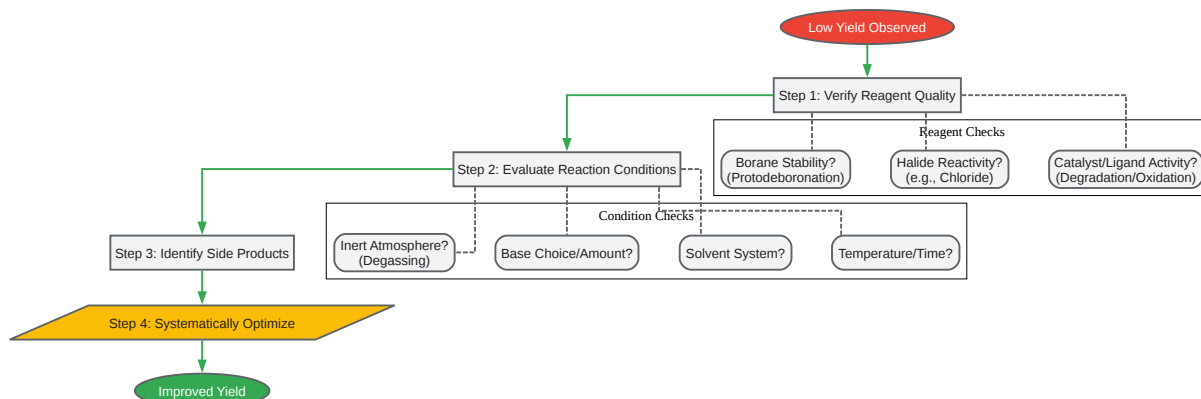 Low Yield Observed
Step 1: Verify Reagent Quality
Reagent Checks
Borane Stability?
(Protodeboronation)
Halide Reactivity?
(e.g., Chloride)
Catalyst/Ligand Activity?
(Degradation/Oxidation)
Step 2: Evaluate Reaction Conditions
Condition Checks
Inert Atmosphere?
(Degassing)
Base Choice/Amount?
Solvent System?
Temperature/Time?
Step 3: Identify Side Products
Step 4: Systematically Optimize
Improved Yield